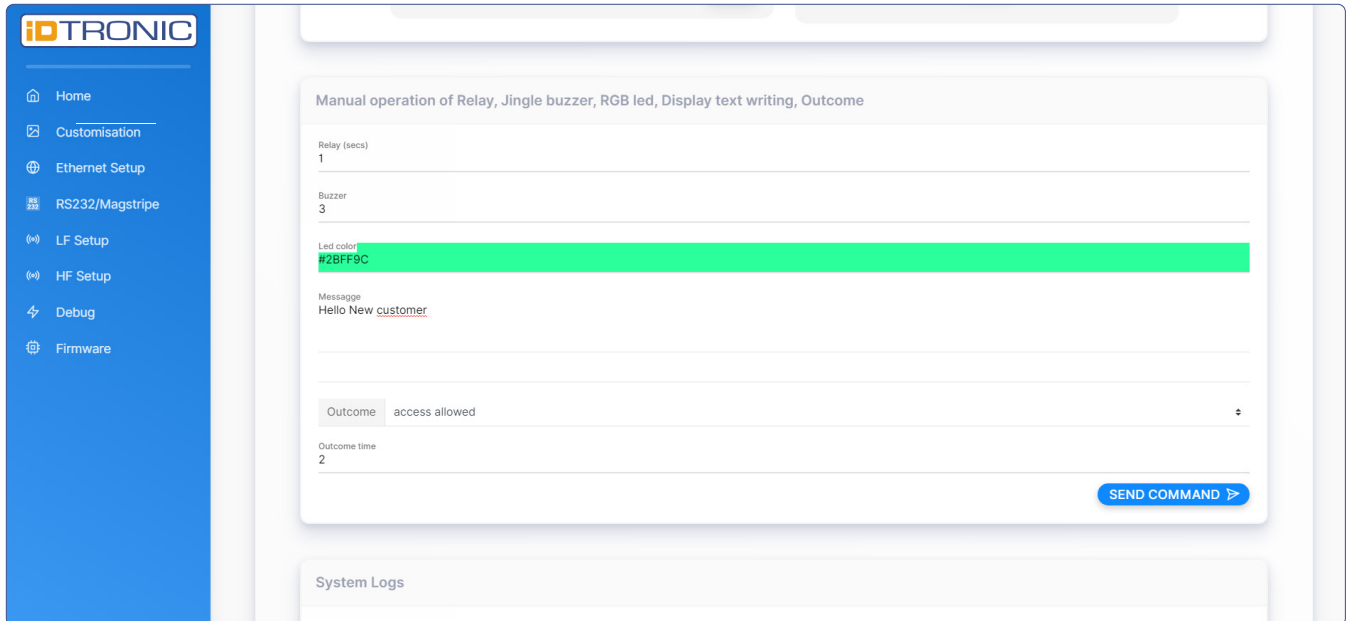 iDTRONIC
Home
Customisation
Ethernet Setup
RS232/Magstripe
LF Setup
HF Setup
Debug
Firmware
Manual operation of Relay, Jingle buzzer, RGB led, Display text writing, Outcome
Relay (secs)
1
Buzzer
3
Led color
#2BFF9C
Messagge
Hello New customer
Outcome access allowed
Outcome time
2
SEND COMMAND
System Logs